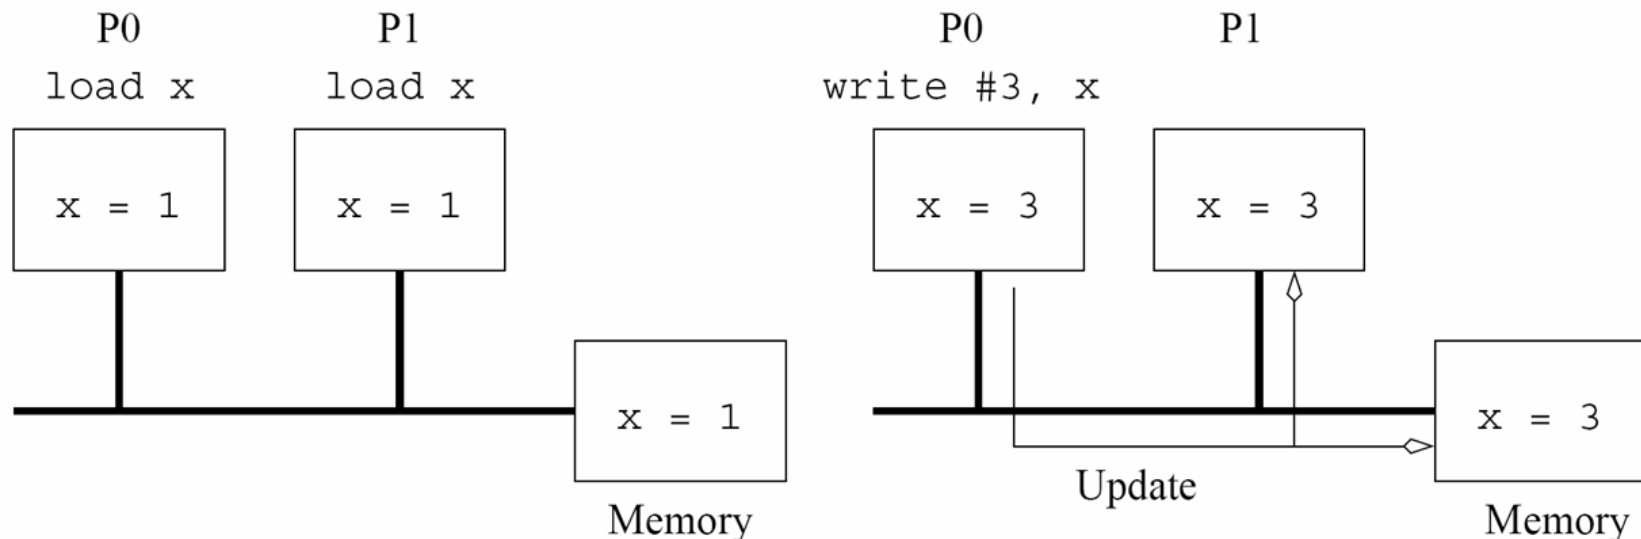 P0 P1
load x load x
x = 1 x = 1
x = 1
Memory
P0 P1
write #3, x
x = 3 x = 3
x = 3
Update
Memory